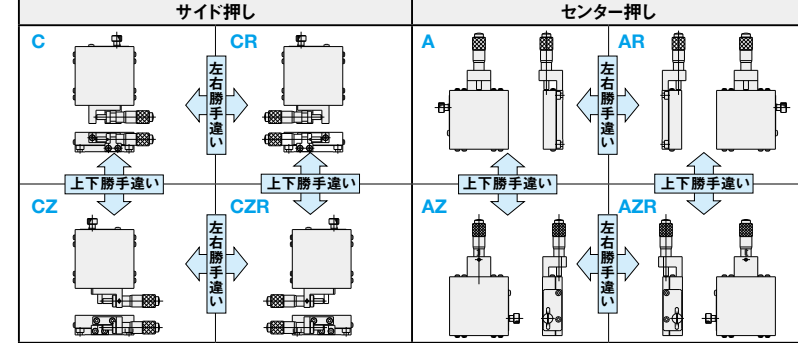 サイド押し
センター押し
C
CR
A
AR
左右勝手違い
左右勝手違い
上下勝手違い
上下勝手違い
上下勝手違い
上下勝手違い
CZ
CZR
AZ
AZR
左右勝手違い
左右勝手違い